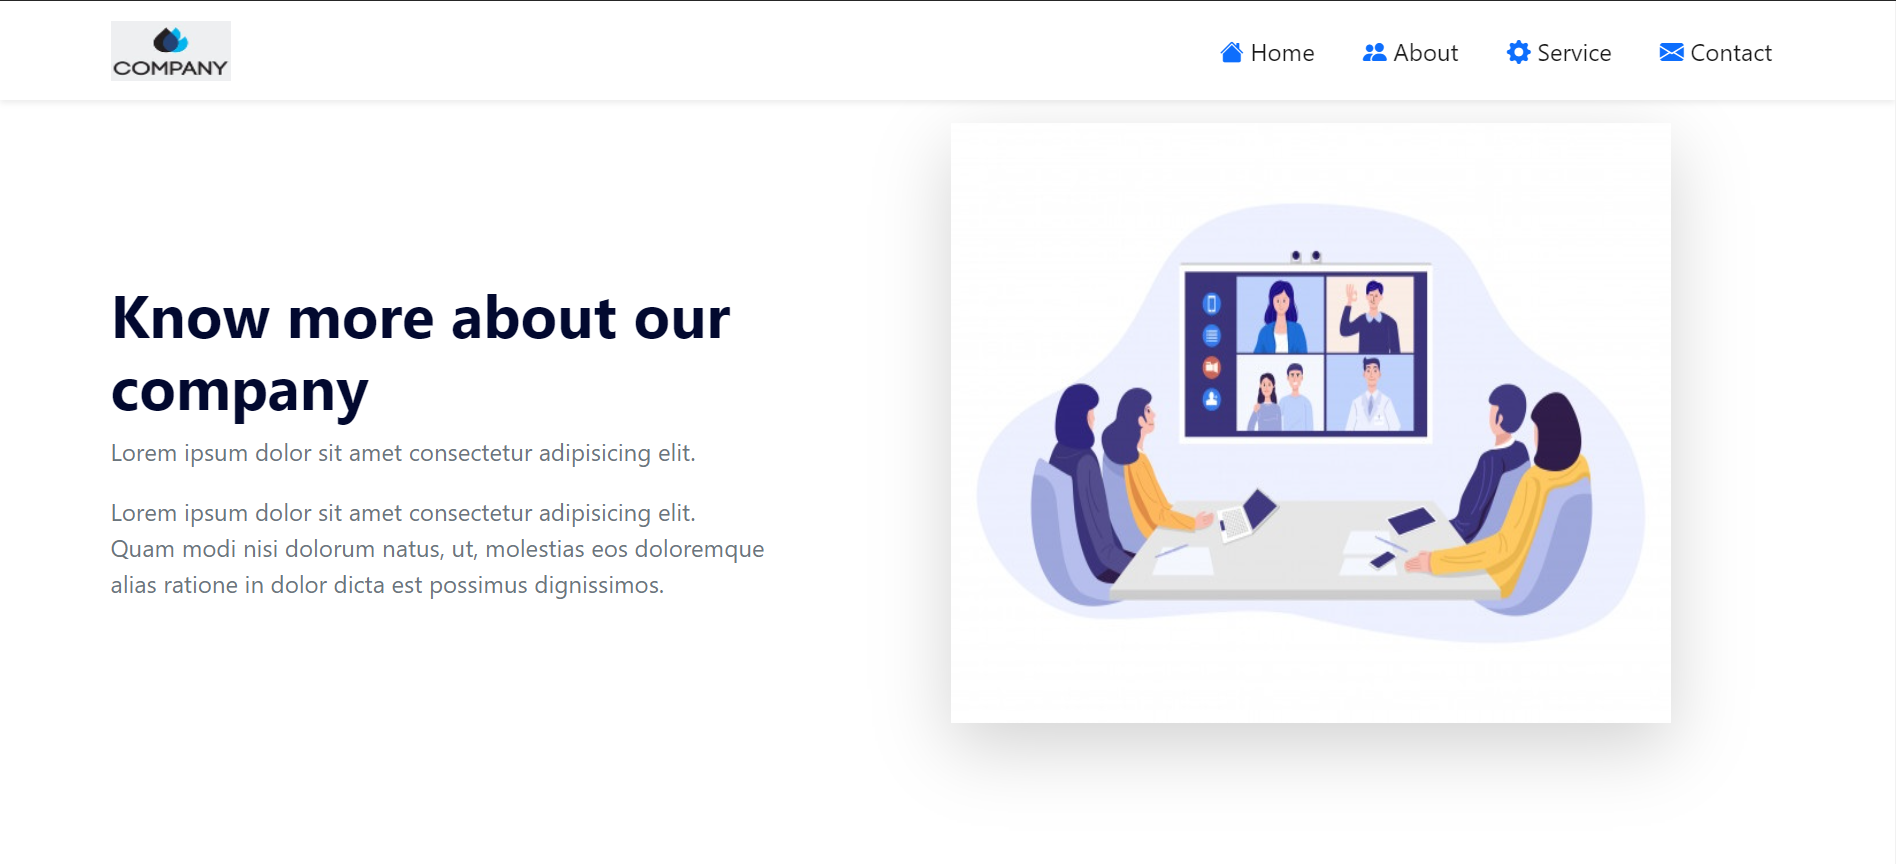 COMPANY
Home About Service Contact
Know more about our
company
Lorem ipsum dolor sit amet consectetur adipisicing elit.
Lorem ipsum dolor sit amet consectetur adipisicing elit.
Quam modi nisi dolorum natus, ut, molestias eos doloremque
alias ratione in dolor dicta est possimus dignissimos.